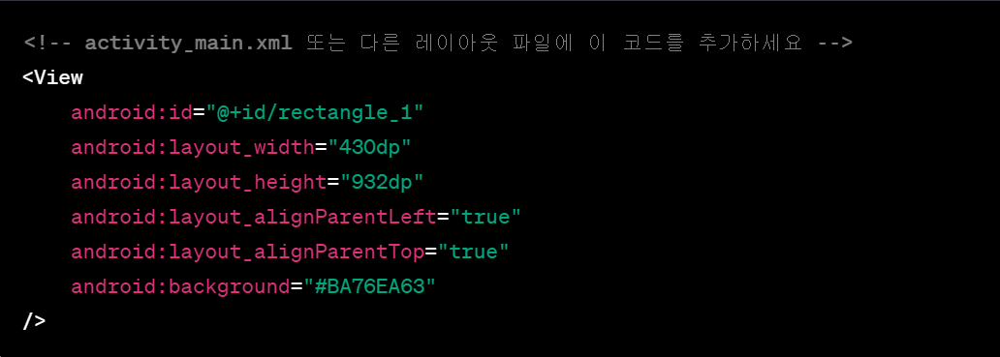 <!-- activity_main.xml 또는 다른 레이아웃 파일에 이 코드를 추가하세요 -->
<View
android:id="@+id/rectangle_1"
android:layout_width="430dp"
android:layout_height="932dp"
android:layout_alignParentLeft="true"
android:layout_alignParentTop="true"
android:background="#BA76EA63"
/>